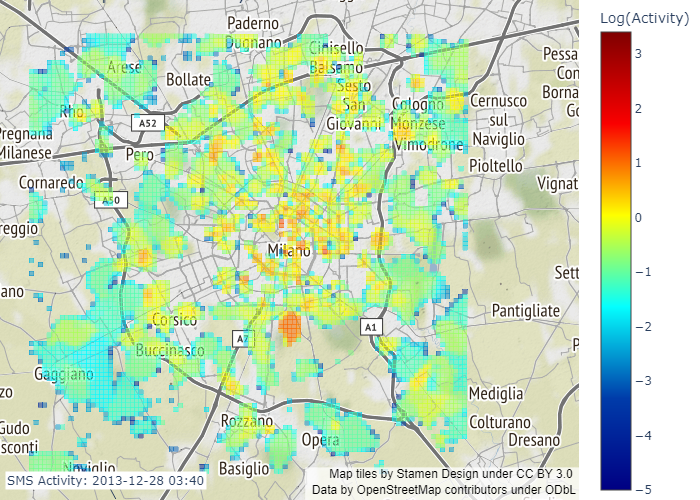 Log(Activity)
Paderno
Dugnano
Cinisello
Balsamo
Arese
Bollate
Sesto
San
Giovanni
Rho
Cologno
Monzese
Cernusco
sul
Naviglio
Pessa
Borna
A52
Pregnana
Milanese
Pero
Vimodrone
Pioltello
Cornaredo
A50
Vignat
reggio
Milano
Sett
ano
Pantigliate
Corsico
A7
A1
Buccinasco
Gaggiano
Mediglia
zo
Rozzano
Colturano
Gudo
sconti
Opera
Dresano
Noviglio
Basiglio
SMS Activity: 2013-12-28 03:40
Map tiles by Stamen Design under CC BY 3.0
Data by OpenStreetMap contributors under ODbL
3
2
1
0
−1
−2
−3
−4
−5